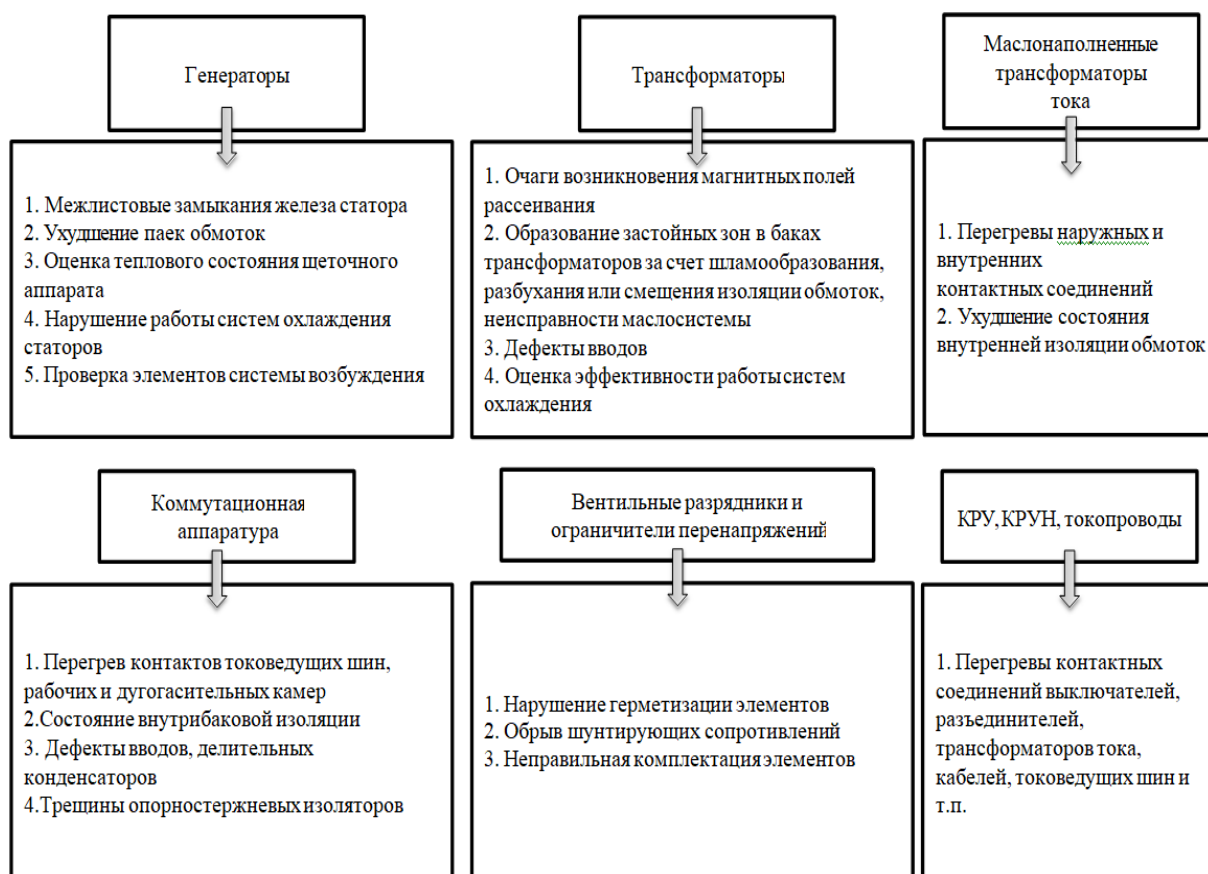 Генераторы
1. Межлистовые замыкания железа статора
2. Ухудшение паек обмоток
3. Оценка теплового состояния щеточного
аппарата
4. Нарушение работы систем охлаждения
статоров
5. Проверка элементов системы возбуждения
Трансформаторы
1. Очаги возникновения магнитных полей
рассеивания
2. Образование застойных зон в баках
трансформаторов за счет шламообразования,
разбухания или смещения изоляции обмоток,
неисправности маслосистемы
3. Дефекты вводов
4. Оценка эффективности работы систем
охлаждения
Маслонаполненные
трансформаторы
тока
1. Перегревы наружных и
внутренних
контактных соединений
2. Ухудшение состояния
внутренней изоляции обмоток
Коммутационная
аппаратура
1. Перегрев контактов токоведущих шин,
рабочих и дугогасительных камер
2.Состояние внутрибаковой изоляции
3. Дефекты вводов, делительных
конденсаторов
4.Трещины опорностержневых изоляторов
Вентильные разрядники и
ограничители перенапряжений
1. Нарушение герметизации элементов
2. Обрыв шунтирующих сопротивлений
3. Неправильная комплектация элементов
КРУ, КРУН, токопроводы
1. Перегревы контактных
соединений выключателей,
разъединителей,
трансформаторов тока,
кабелей, токоведущих шин и
т.п.